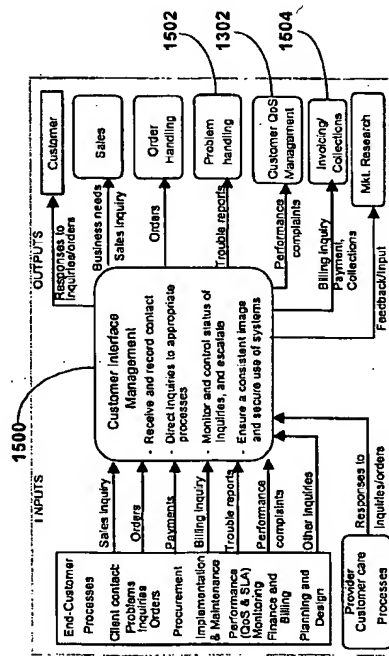 1502
1302
1504
1500
INPUTS
OUTPUTS
End-Customer
Processes
Client contact
Problems
Inquiries
Orders
Procurement
Implementation
& Maintenance
Performance
(QoS & SLA)
Monitoring
Finance and
Billing
Planning and
Design
Provider
Customer care
Processes
Sales Inquiry
Orders
Payments
Billing Inquiry
Trouble reports
Performance
complaints
Other Inquiries
Responses to
Inquiries/orders
Customer Interface
Management
- Receive and record contact
- Direct inquiries to appropriate
processes
- Monitor and control status of
inquiries, and escalate
- Ensure a consistent image
and secure use of systems
Responses to
Inquiries/orders
Business needs
Sales Inquiry
Orders
Trouble reports
Performance
complaints
Billing Inquiry
Payment,
Collections
Feedback/Input
Customer
Sales
Order
Handling
Problem
handling
Customer QoS
Management
Invoicing/
Collections
Mkt. Research